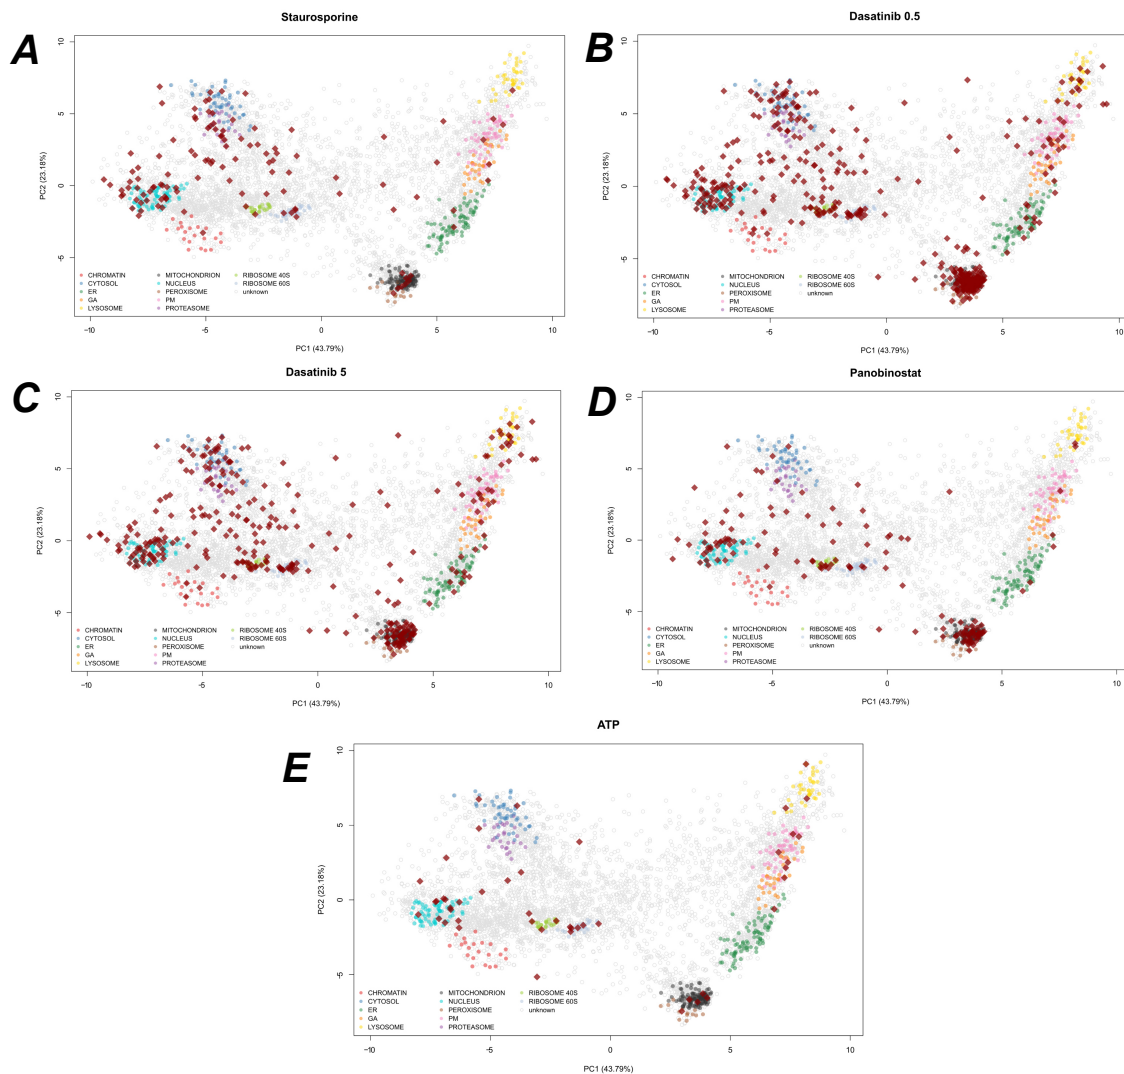 A
Staurosporine
10
5
0
−5
PC2 (23.18%)
CHROMATIN
CYTOSOL
ER
GA
LYSOSOME
MITOCHONDRION
NUCLEUS
PEROXISOME
PM
PROTEASOME
RIBOSOME 40S
RIBOSOME 60S
unknown
−10 −5 0 5 10
PC1 (43.79%)
B
Dasatinib 0.5
10
5
0
−5
PC2 (23.18%)
CHROMATIN
CYTOSOL
ER
GA
LYSOSOME
MITOCHONDRION
NUCLEUS
PEROXISOME
PM
PROTEASOME
RIBOSOME 40S
RIBOSOME 60S
unknown
−10 −5 0 5 10
PC1 (43.79%)
C
Dasatinib 5
10
5
0
−5
PC2 (23.18%)
CHROMATIN
CYTOSOL
ER
GA
LYSOSOME
MITOCHONDRION
NUCLEUS
PEROXISOME
PM
PROTEASOME
RIBOSOME 40S
RIBOSOME 60S
unknown
−10 −5 0 5 10
PC1 (43.79%)
D
Panobinostat
10
5
0
−5
PC2 (23.18%)
CHROMATIN
CYTOSOL
ER
GA
LYSOSOME
MITOCHONDRION
NUCLEUS
PEROXISOME
PM
PROTEASOME
RIBOSOME 40S
RIBOSOME 60S
unknown
−10 −5 0 5 10
PC1 (43.79%)
E
ATP
10
5
0
−5
PC2 (23.18%)
CHROMATIN
CYTOSOL
ER
GA
LYSOSOME
MITOCHONDRION
NUCLEUS
PEROXISOME
PM
PROTEASOME
RIBOSOME 40S
RIBOSOME 60S
unknown
−10 −5 0 5 10
PC1 (43.79%)